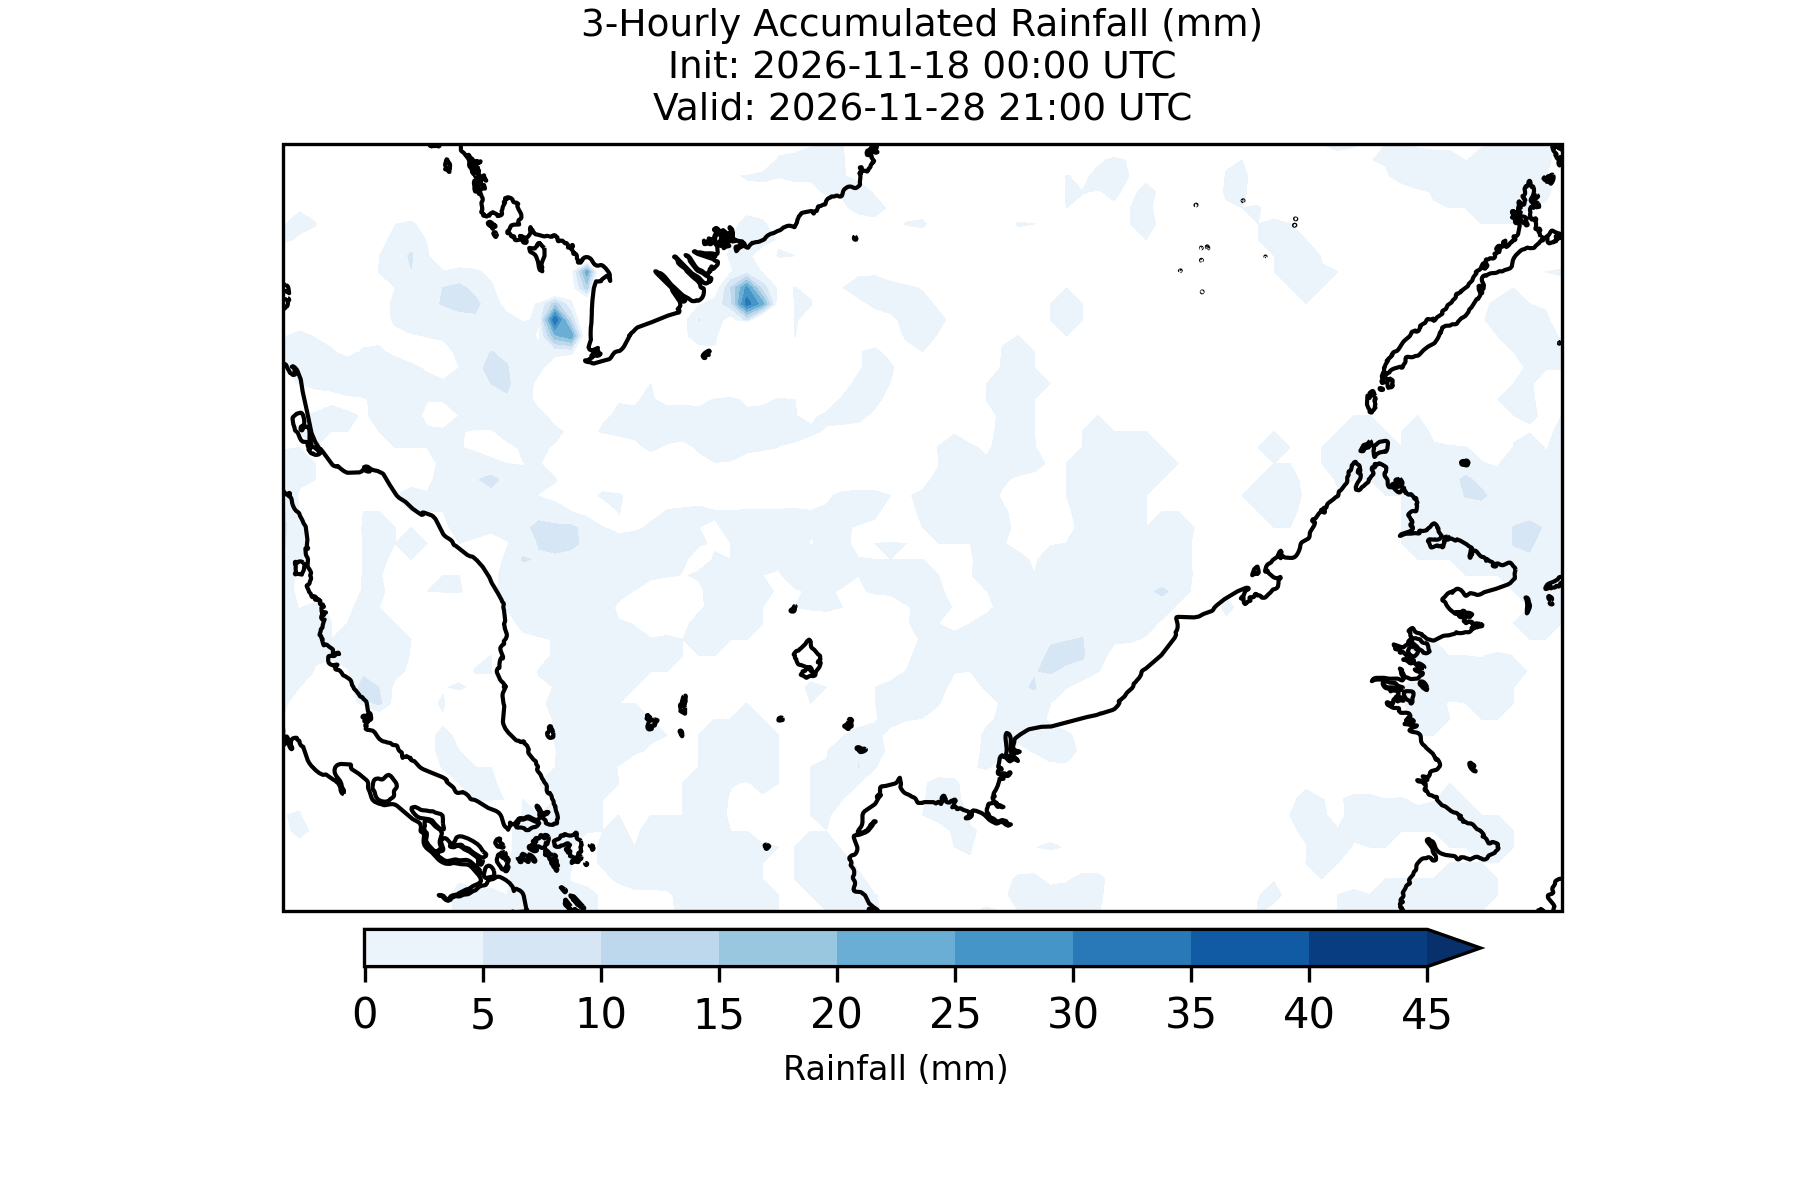 3-Hourly Accumulated Rainfall (mm)
Init: 2026-11-18 00:00 UTC
Valid: 2026-11-28 21:00 UTC
0 5 10 15 20 25 30 35 40 45
Rainfall (mm)